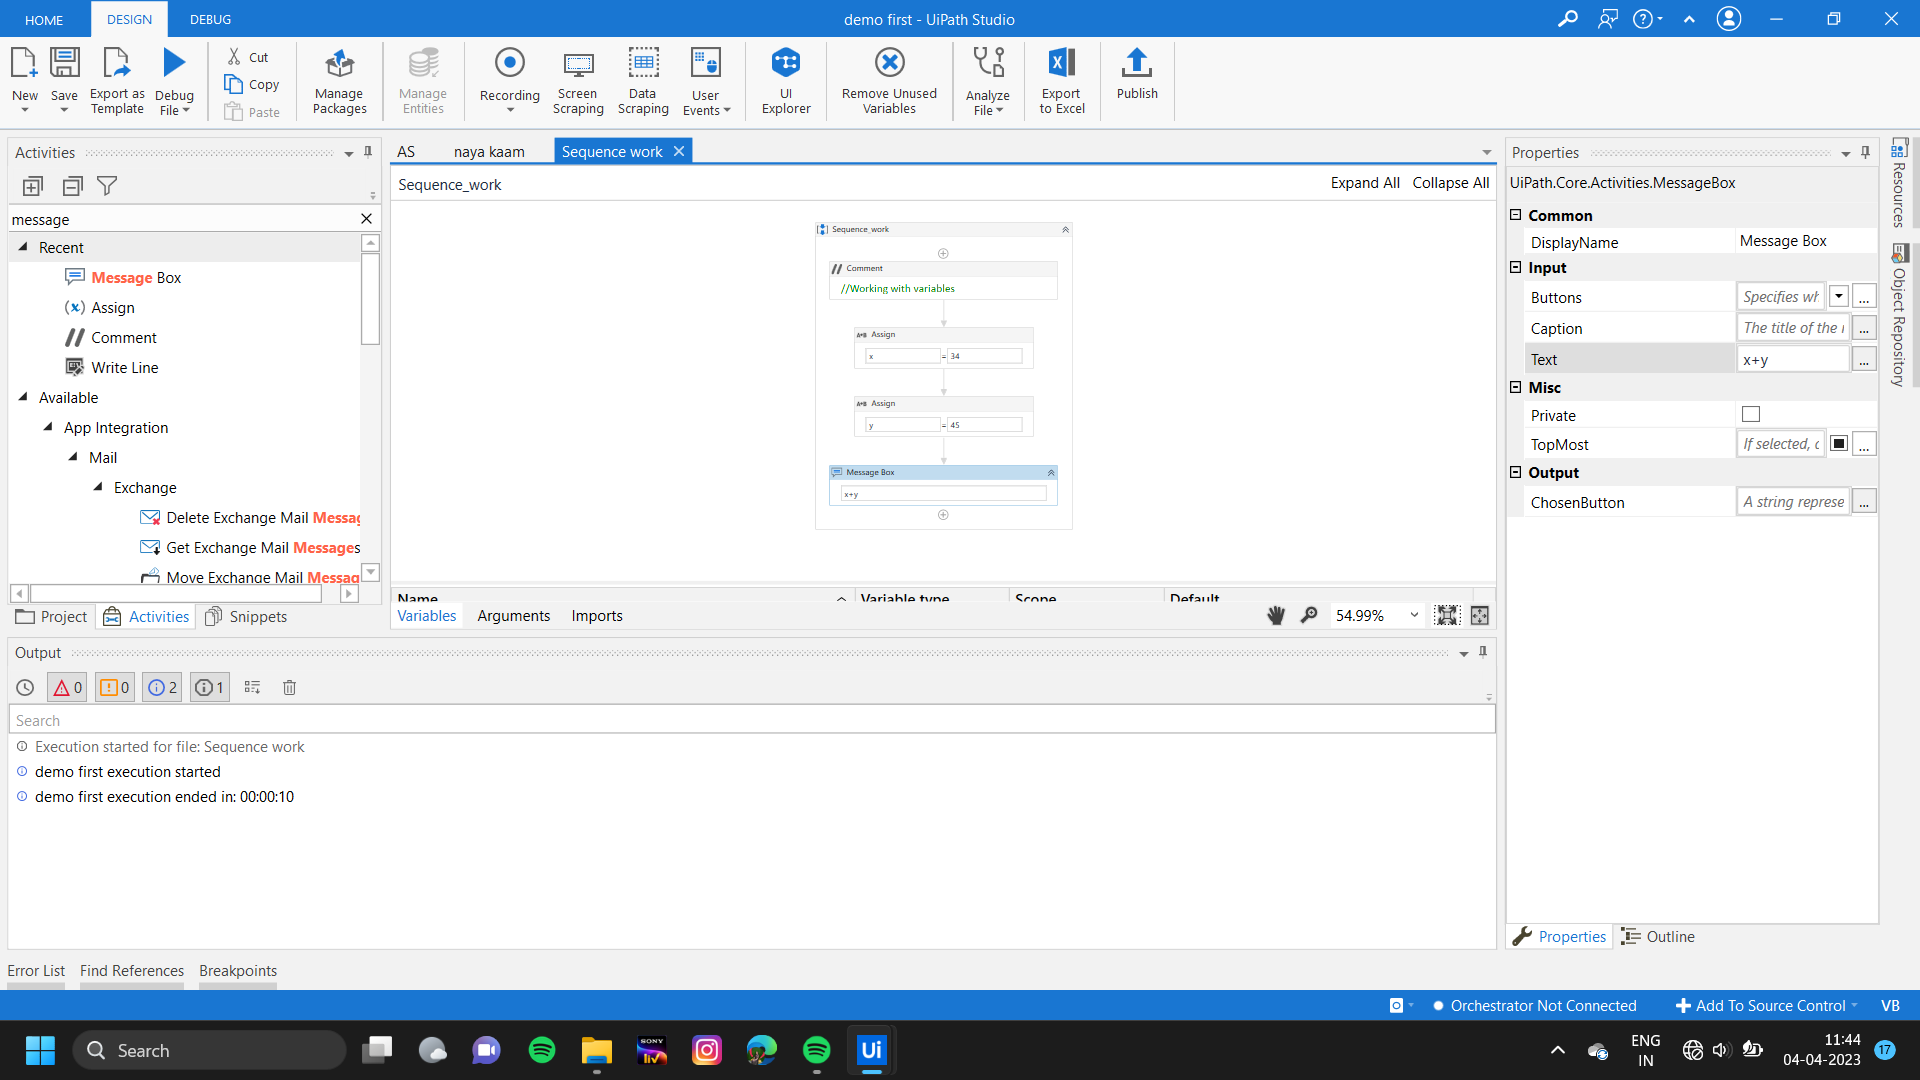 HOME
DESIGN
DEBUG
demo first - UiPath Studio
New
Save
Export as
Template
Debug
File
Cut
Copy
Paste
Manage
Packages
Manage
Entities
Recording
Screen
Scraping
Data
Scraping
User
Events
UI
Explorer
Remove Unused
Variables
Analyze
File
Export
to Excel
Publish
Activities
message
Recent
Message Box
Assign
Comment
Write Line
Available
App Integration
Mail
Exchange
Delete Exchange Mail Messag
Get Exchange Mail Messages
Move Exchange Mail Messag
Project
Activities
Snippets
AS
naya kaam
Sequence work
Sequence_work
Expand All
Collapse All
Sequence_work
Comment
//Working with variables
A+B Assign
x = 34
A+B Assign
y = 45
Message Box
x+y
Name
Variable type
Scope
Default
Variables
Arguments
Imports
54.99%
Properties
UiPath.Core.Activities.MessageBox
Common
DisplayName
Message Box
Input
Buttons
Specifies wh
...
Caption
The title of the
...
Text
x+y
...
Misc
Private
TopMost
If selected, c
...
Output
ChosenButton
A string represe
...
Properties
Outline
Resources
Object Repository
Output
0
0
2
1
Search
Execution started for file: Sequence work
demo first execution started
demo first execution ended in: 00:00:10
Error List
Find References
Breakpoints
Orchestrator Not Connected
Add To Source Control
VB
Search
SONY
liv
Ui
ENG
IN
11:44
04-04-2023
17